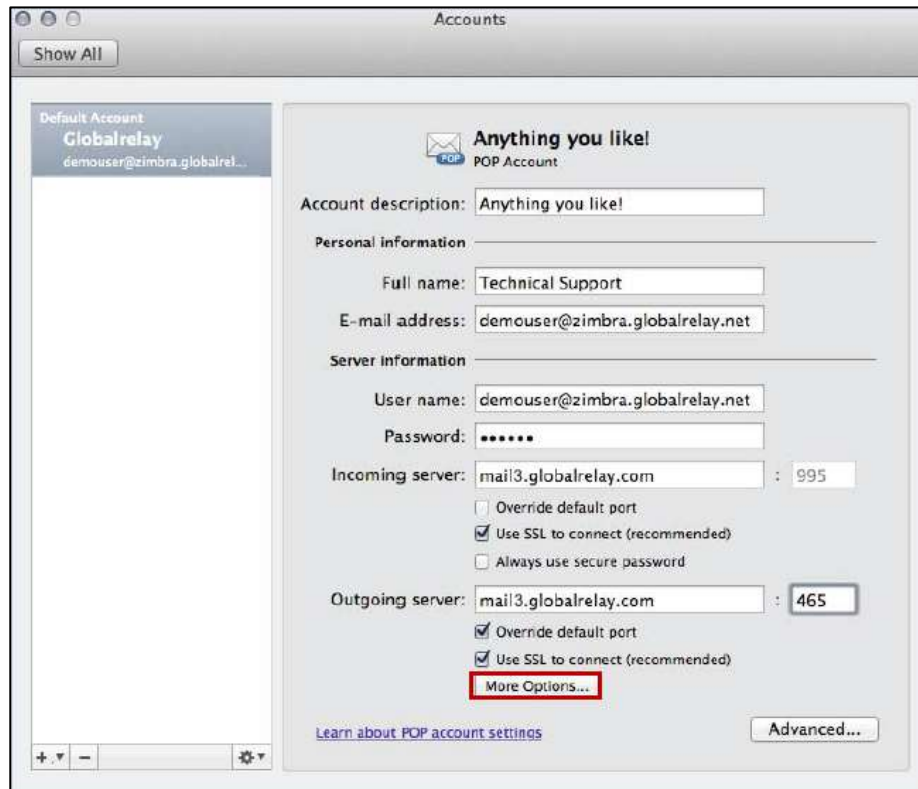 Accounts
Show All
Default Account
Globalrelay
demouser@zimbra.globalrel...
Anything you like!
POP
POP Account
Account description: Anything you like!
Personal information
Full name: Technical Support
E-mail address: demouser@zimbra.globalrelay.net
Server information
User name: demouser@zimbra.globalrelay.net
Password: ••••••
Incoming server: mail3.globalrelay.com : 995
Override default port
Use SSL to connect (recommended)
Always use secure password
Outgoing server: mail3.globalrelay.com : 465
Override default port
Use SSL to connect (recommended)
More Options...
Learn about POP account settings
Advanced...